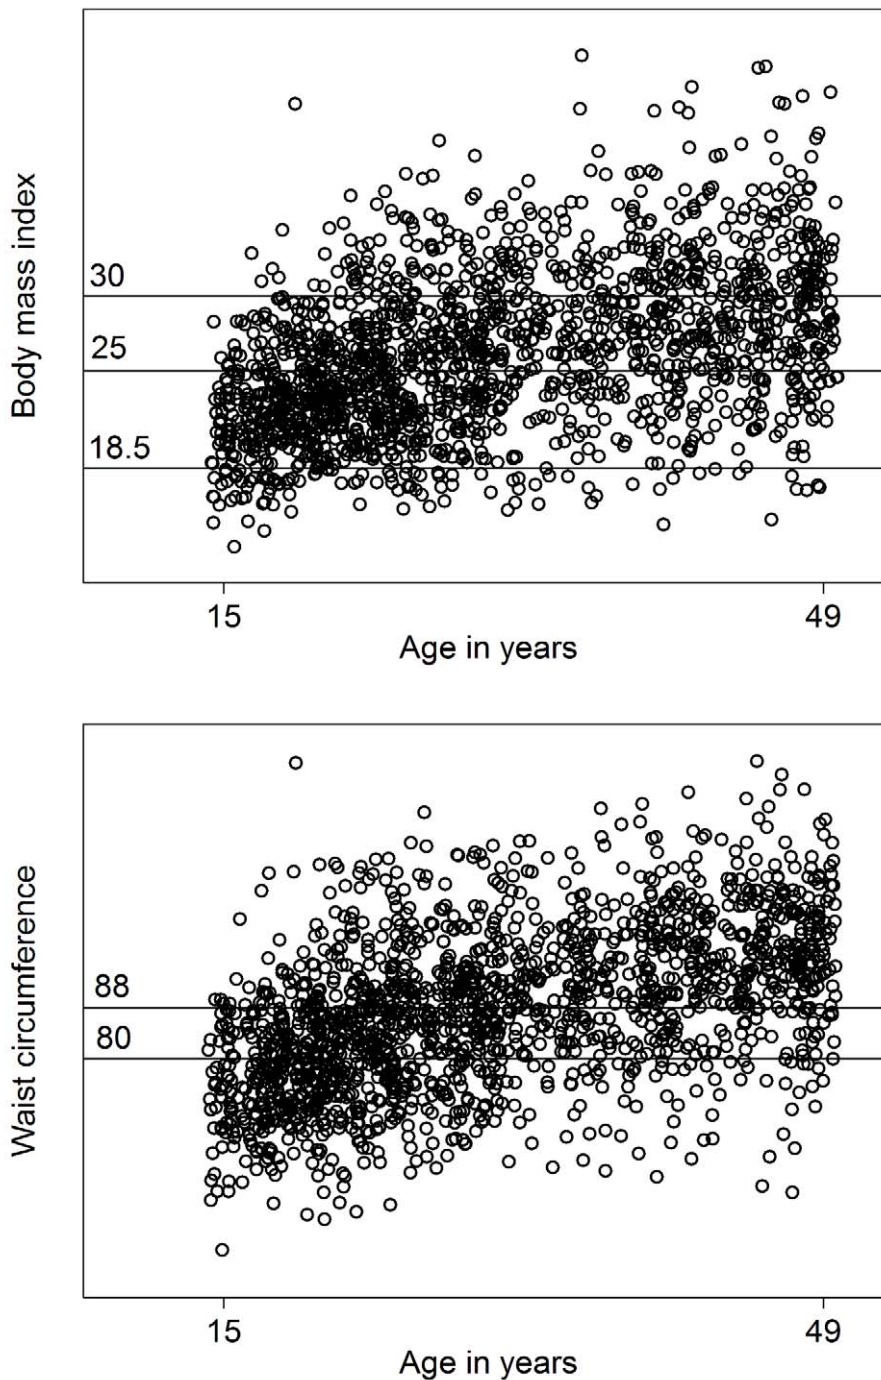 Body mass index
30
25
18.5
15 49
Age in years
Waist circumference
88
80
15 49
Age in years